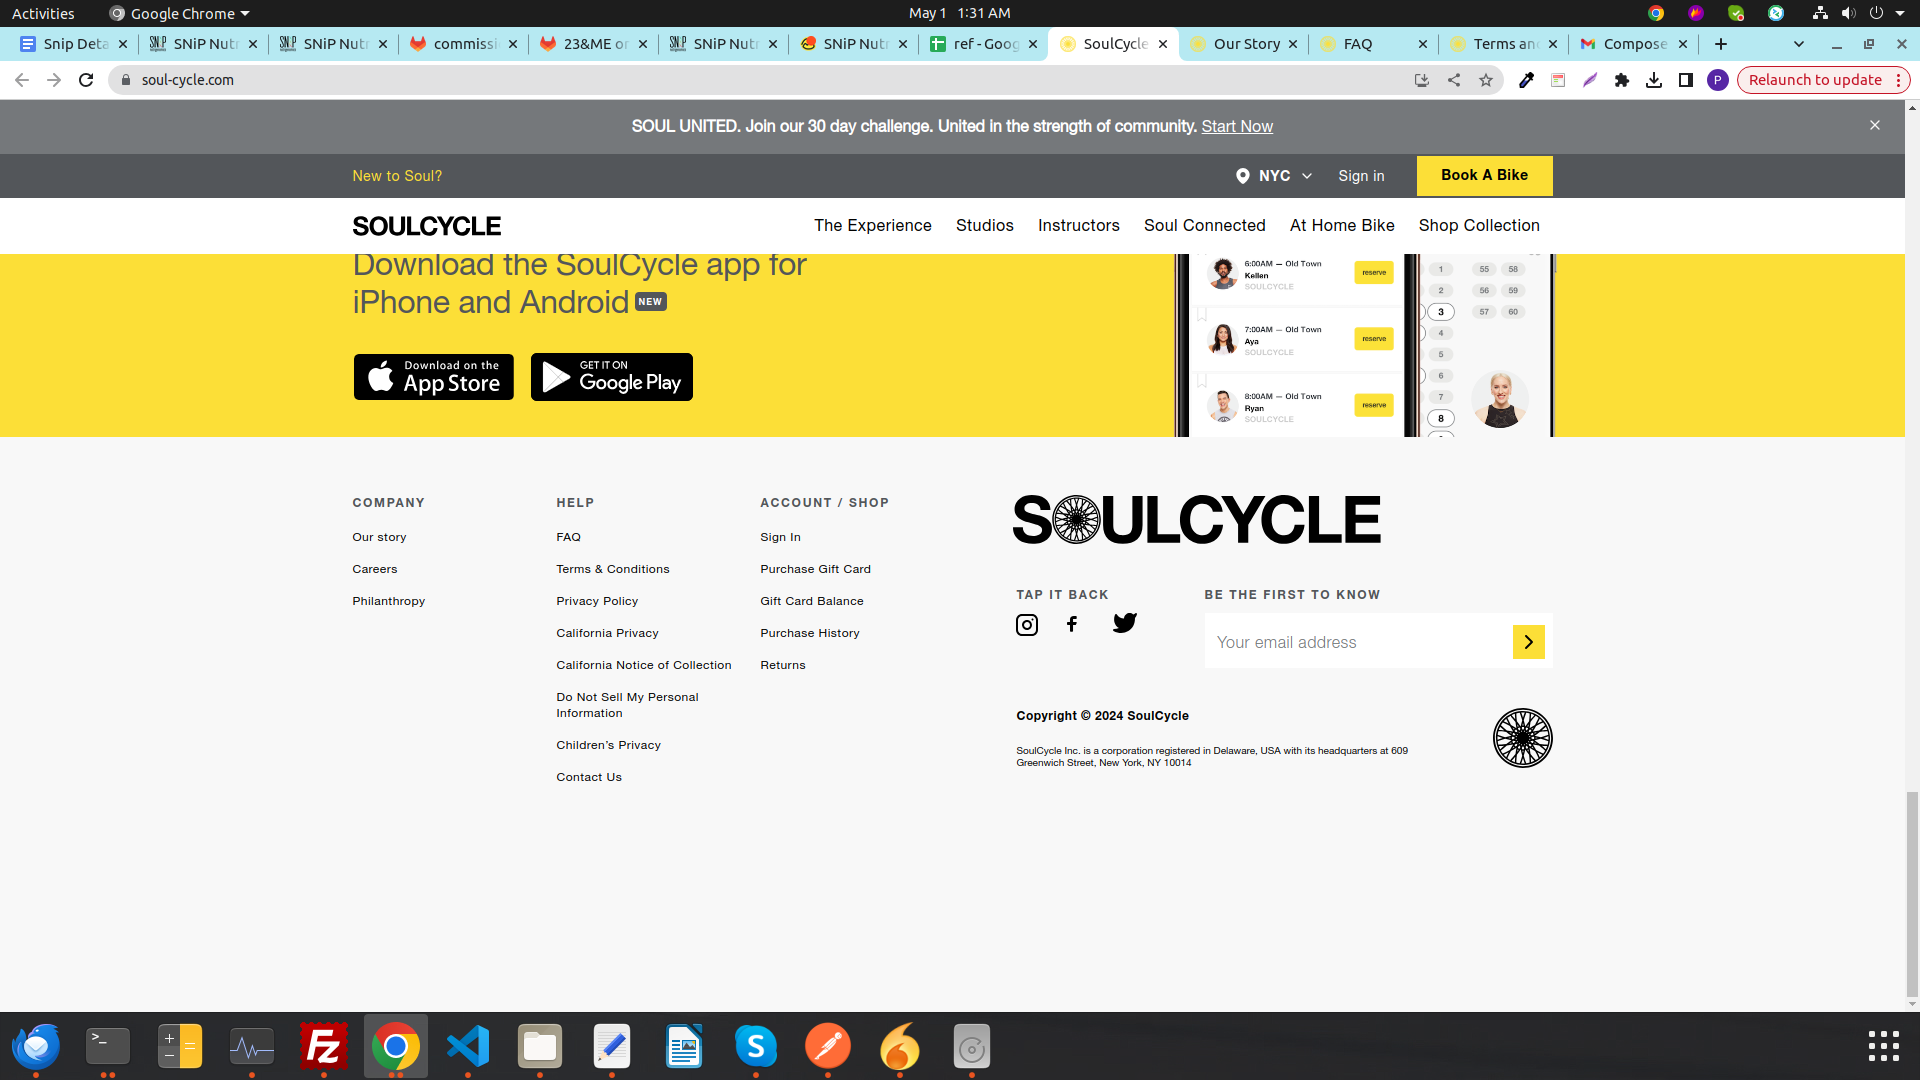 Activities
Google Chrome
May 1 1:31 AM
Snip Deta
SNiP Nutr
SNiP Nutr
commissi
23&ME or
SNiP Nutr
SNiP Nutr
ref - Goog
SoulCycle
Our Story
FAQ
Terms an
Compose
soul-cycle.com
P
Relaunch to update
SOUL UNITED. Join our 30 day challenge. United in the strength of community. Start Now
New to Soul?
NYC
Sign in
Book A Bike
SOULCYCLE
The Experience
Studios
Instructors
Soul Connected
At Home Bike
Shop Collection
Download the SoulCycle app for
iPhone and Android NEW
Download on the
App Store
GET IT ON
Google Play
6:00AM — Old Town
Kellen
SOULCYCLE
reserve
7:00AM — Old Town
Aya
SOULCYCLE
reserve
8:00AM — Old Town
Ryan
SOULCYCLE
reserve
1 55 58
2 56 59
3 57 60
4
5
6
7
8
COMPANY
Our story
Careers
Philanthropy
HELP
FAQ
Terms & Conditions
Privacy Policy
California Privacy
California Notice of Collection
Do Not Sell My Personal
Information
Children's Privacy
Contact Us
ACCOUNT / SHOP
Sign In
Purchase Gift Card
Gift Card Balance
Purchase History
Returns
SOULCYCLE
TAP IT BACK
BE THE FIRST TO KNOW
Your email address
Copyright © 2024 SoulCycle
SoulCycle Inc. is a corporation registered in Delaware, USA with its headquarters at 609
Greenwich Street, New York, NY 10014